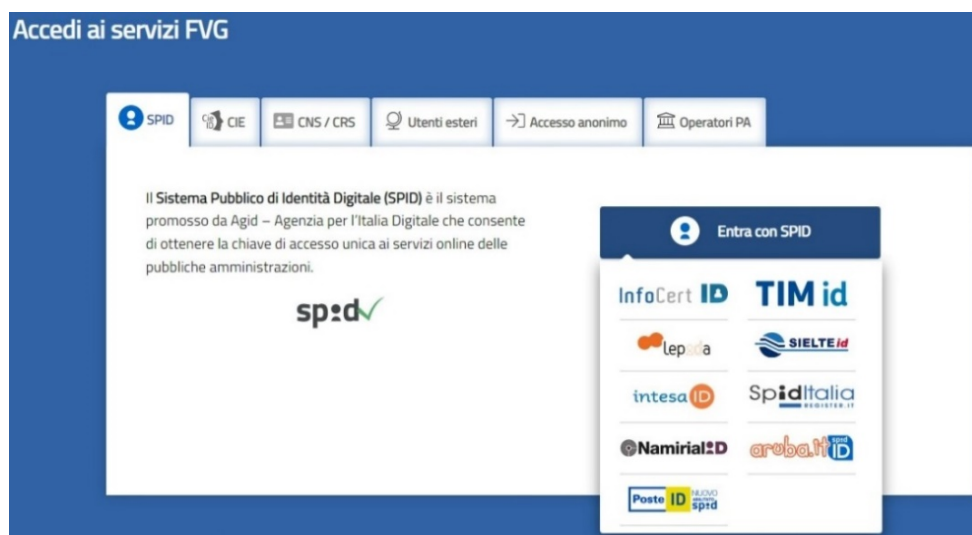 Accedi ai servizi FVG
SPID
CIE
CNS / CRS
Utenti esteri
Accesso anonimo
Operatori PA
Il Sistema Pubblico di Identità Digitale (SPID) è il sistema
promosso da Agid – Agenzia per l'Italia Digitale che consente
di ottenere la chiave di accesso unica ai servizi online delle
pubbliche amministrazioni.
spid
Entra con SPID
InfoCert ID
TIM id
lepida
SIELTE id
intesa ID
SpidItalia
REGISTER.IT
Namirial ID
aruba.it spid ID
Poste ID NUOVO
spid